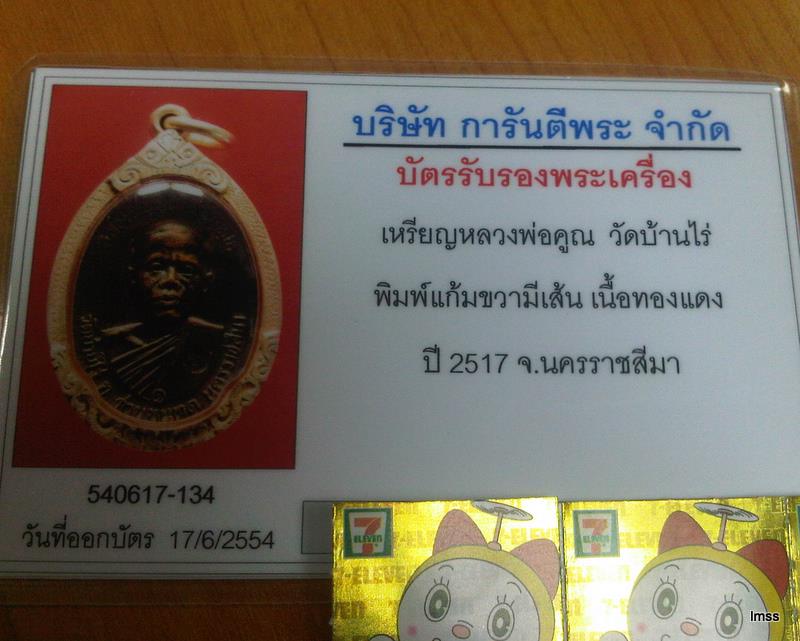 บริษัท การันตีพระ จำกัด
บัตรรับรองพระเครื่อง
เหรียญหลวงพ่อคูณ วัดบ้านไร่
พิมพ์แก้มขวามีเส้น เนื้อทองแดง
ปี 2517 จ.นครราชสีมา
540617-134
วันที่ออกบัตร 17/6/2554
7-ELEVEN
7-ELEVEN
lmss